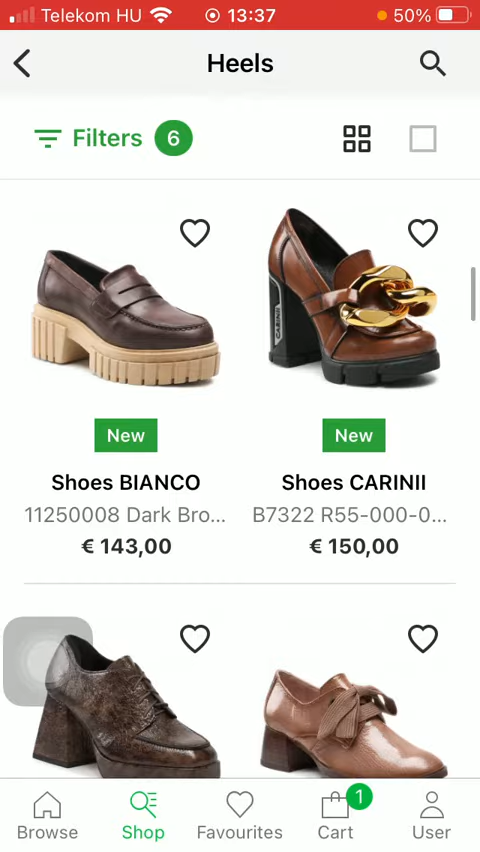 Telekom HU 13:37 50%
Heels
Filters 6
New
New
Shoes BIANCO
Shoes CARINII
11250008 Dark Bro...
B7322 R55-000-0...
€ 143,00
€ 150,00
1
Browse
Shop
Favourites
Cart
User